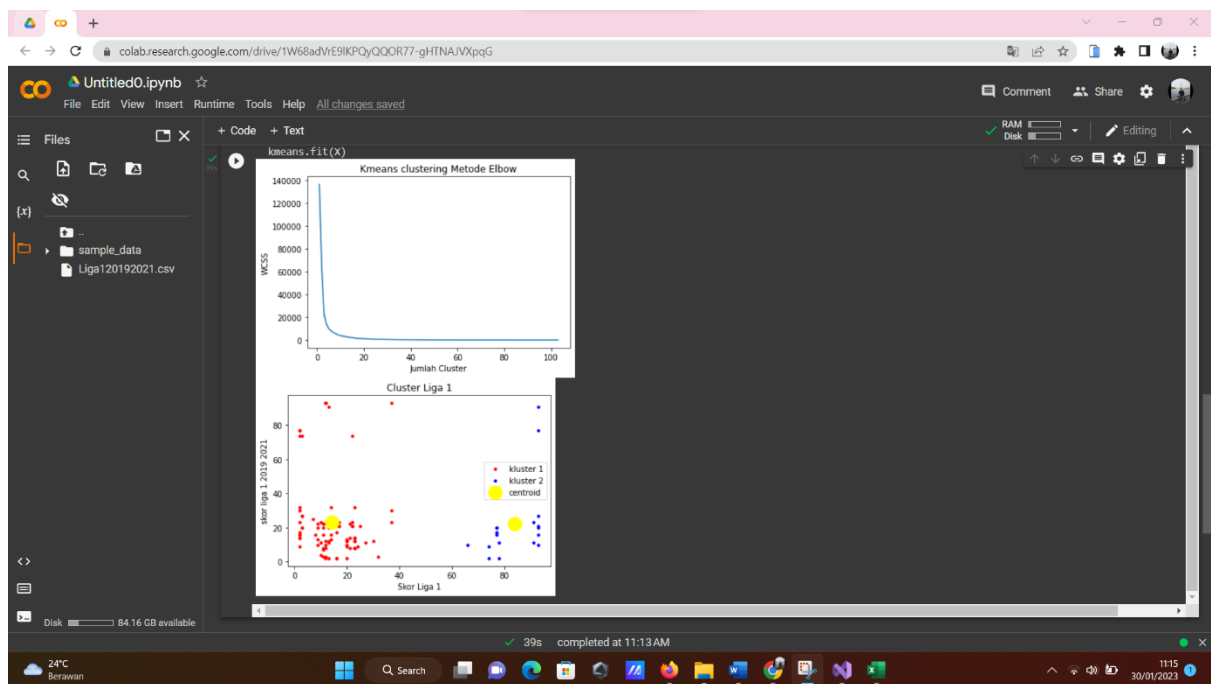 colab.research.google.com/drive/1W68adVrE9IKPQyQQOR77-gHTNAJVXpqG
Untitled0.ipynb
Comment
Share
File Edit View Insert Runtime Tools Help All changes saved
Files
+ Code + Text
RAM
Disk
Editing
..
sample_data
Liga120192021.csv
39s
kmeans.fit(X)
Kmeans clustering Metode Elbow
140000
120000
100000
80000
60000
40000
20000
0
WCSS
0 20 40 60 80 100
Jumlah Cluster
Cluster Liga 1
80
60
40
20
0
skor liga 1 2019 2021
kluster 1
kluster 2
centroid
0 20 40 60 80
Skor Liga 1
{x}
<>
Disk 84.16 GB available
39s completed at 11:13 AM
24°C
Berawan
Search
11:15
30/01/2023
1